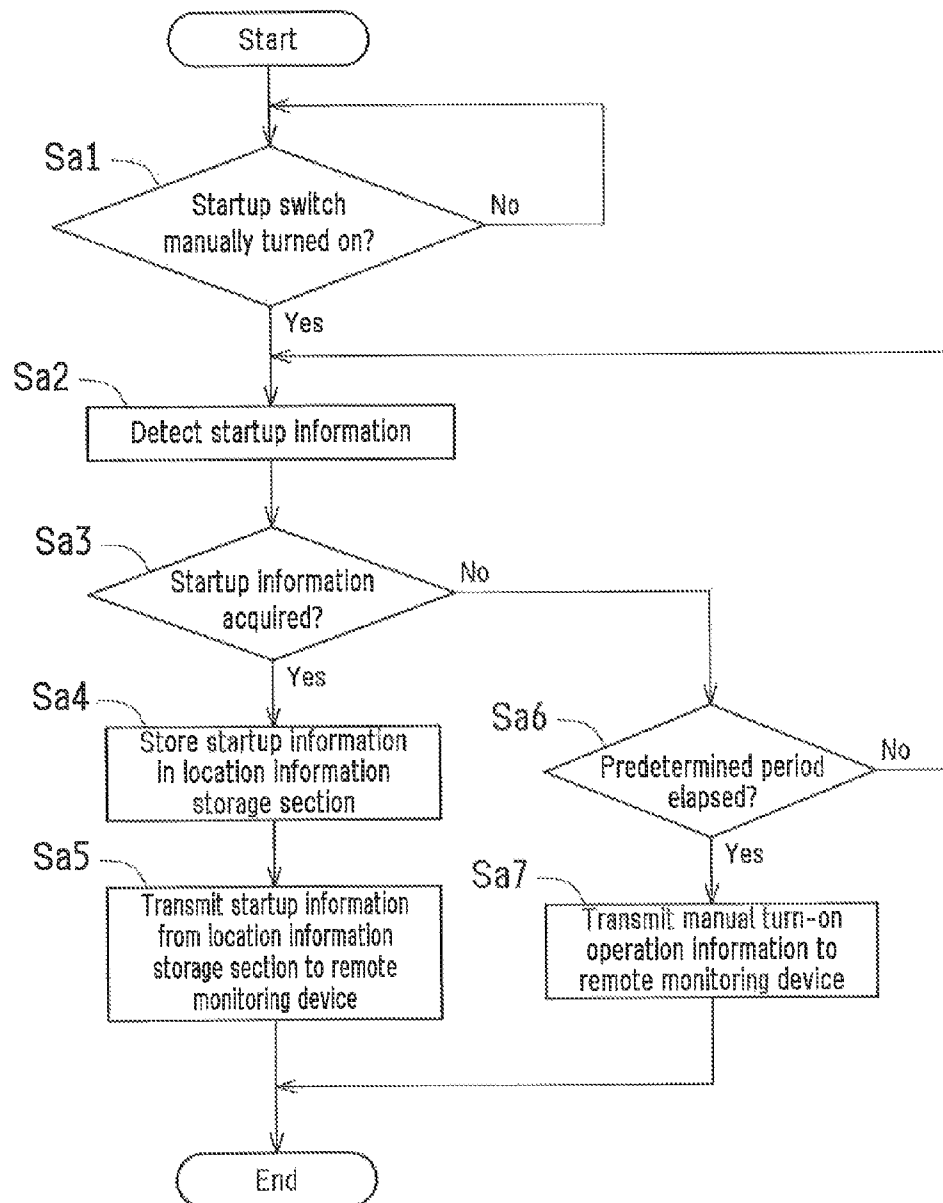 Start
Sa1
Startup switch
manually turned on?
No
Yes
Sa2
Detect startup information
Sa3
Startup information
acquired?
No
Yes
Sa4
Store startup information
in location information
storage section
Sa6
Predetermined period
elapsed?
No
Yes
Sa5
Transmit startup information
from location information
storage section to remote
monitoring device
Sa7
Transmit manual turn-on
operation information to
remote monitoring device
End